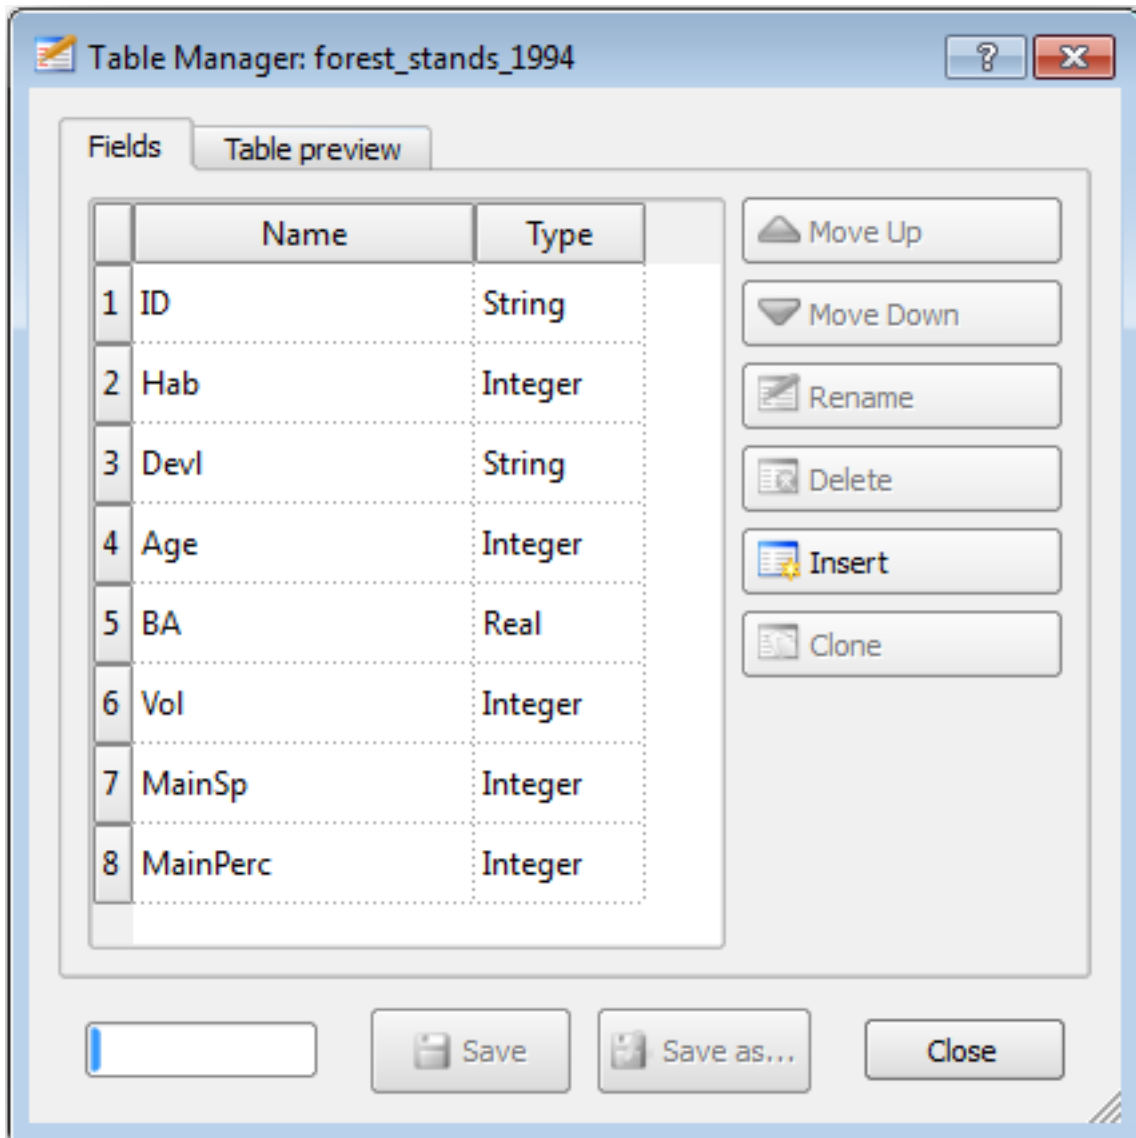 Table Manager: forest_stands_1994
?
Fields
Table preview
Name Type
1 ID String
2 Hab Integer
3 Devl String
4 Age Integer
5 BA Real
6 Vol Integer
7 MainSp Integer
8 MainPerc Integer
Move Up
Move Down
Rename
Delete
Insert
Clone
Save
Save as...
Close